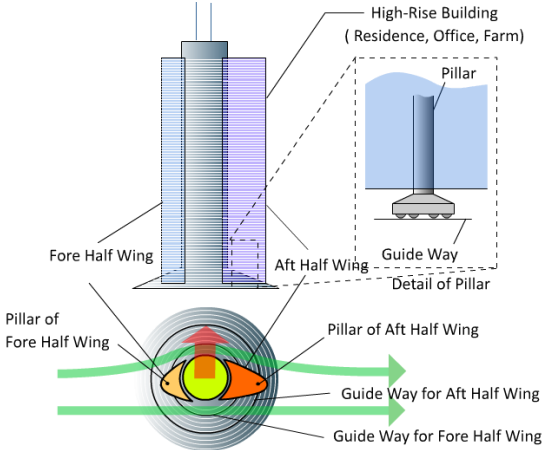 High-Rise Building
( Residence, Office, Farm)
Pillar
Fore Half Wing
Aft Half Wing
Guide Way
Detail of Pillar
Pillar of
Fore Half Wing
Pillar of Aft Half Wing
Guide Way for Aft Half Wing
Guide Way for Fore Half Wing